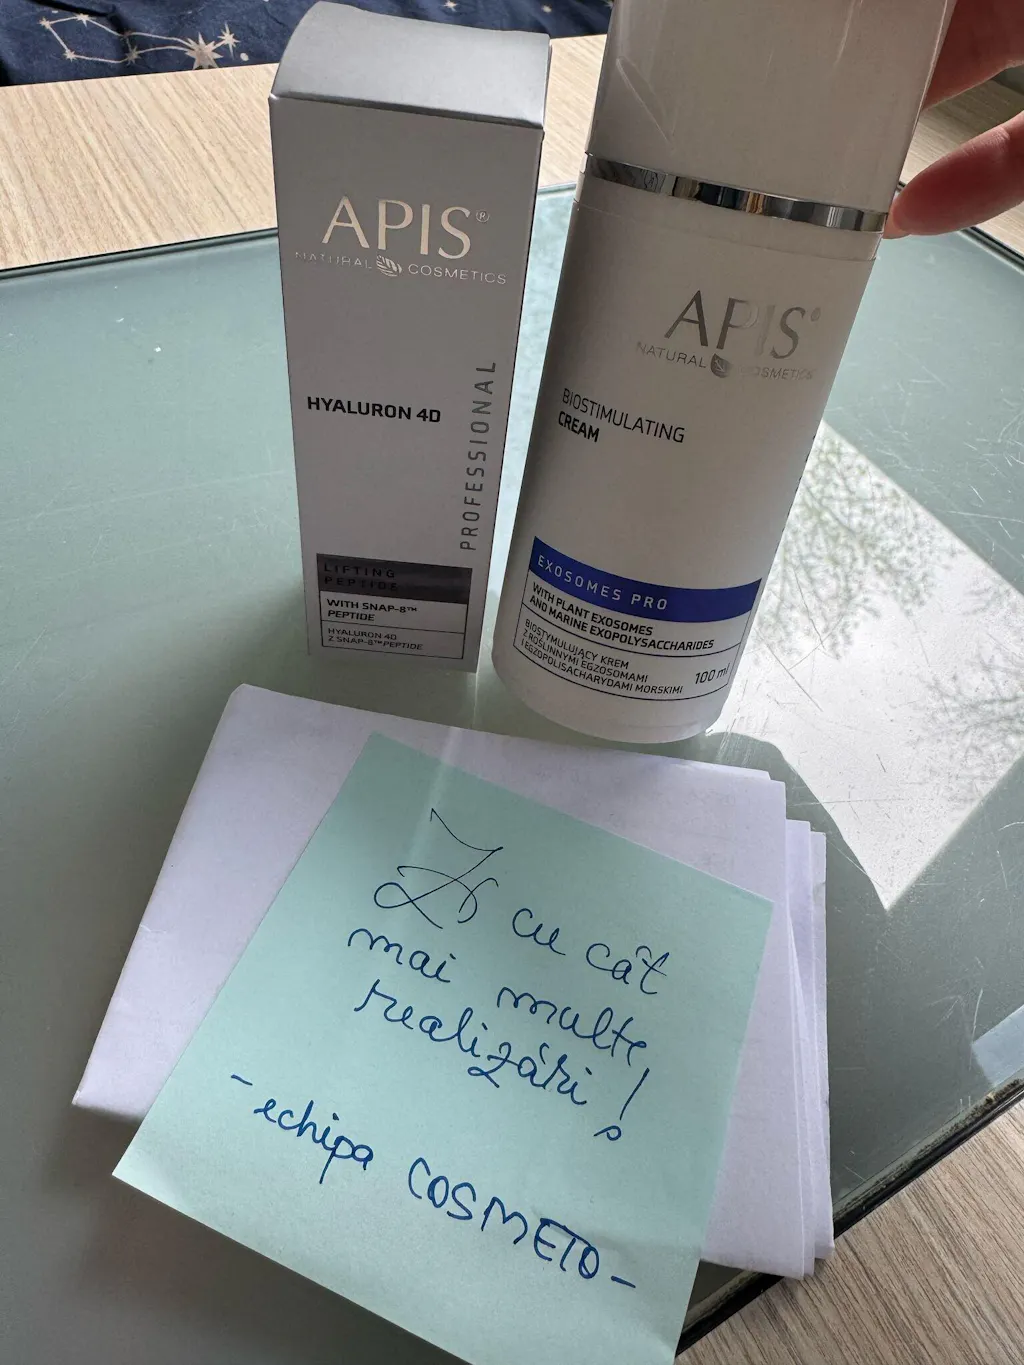 APIS®
NATURAL COSMETICS
HYALURON 4D
PROFESSIONAL
LIFTING
PEPTIDE
WITH SNAP-8™
PEPTIDE
HYALURON 4D
Z SNAP-8™ PEPTIDE
APIS®
NATURAL COSMETICS
BIOSTIMULATING
CREAM
EXOSOMES PRO
WITH PLANT EXOSOMES
AND MARINE EXOPOLYSACCHARIDES
BIOSTYMULUJĄCY KREM
Z ROŚLINNYMI EGZOSOMAMI
I EGZOPOLISACHARYDAMI MORSKIMI
100 ml
Zi cu cât
mai multe
realizări!
- echipa COSMETO -